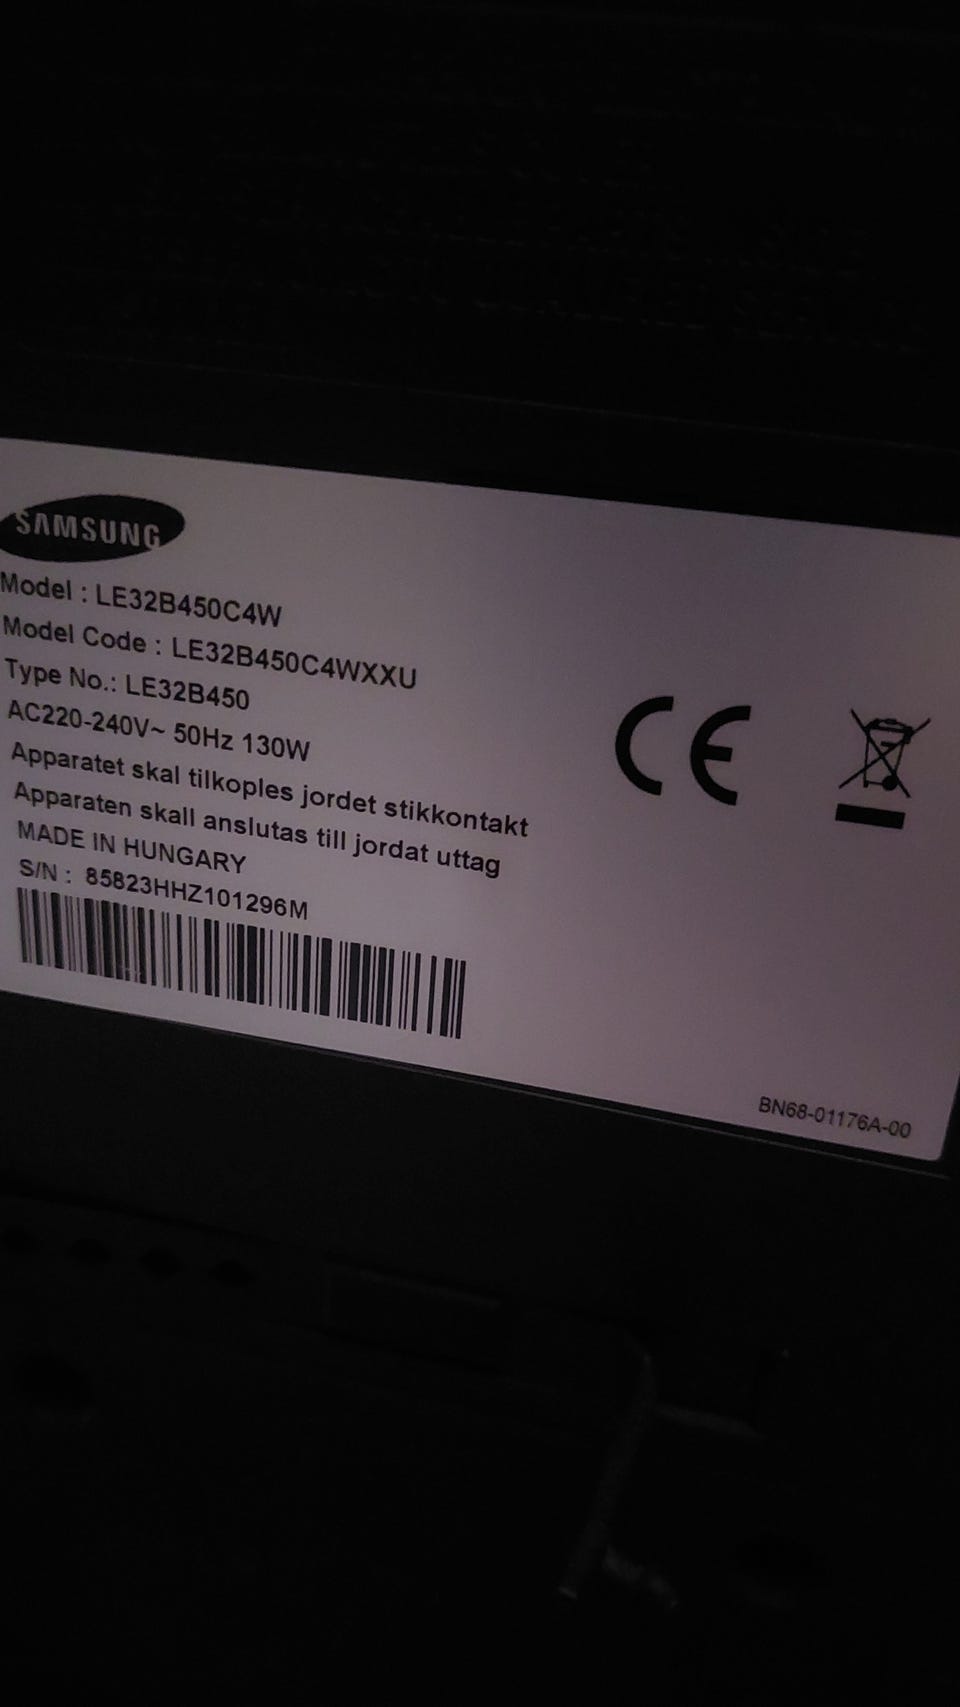 SAMSUNG
Model : LE32B450C4W
Model Code : LE32B450C4WXXU
Type No.: LE32B450
AC220-240V~ 50Hz 130W
Apparatet skal tilkoples jordet stikkontakt
Apparaten skall anslutas till jordat uttag
MADE IN HUNGARY
S/N : 85823HHZ101296M
CE
BN68-01176A-00